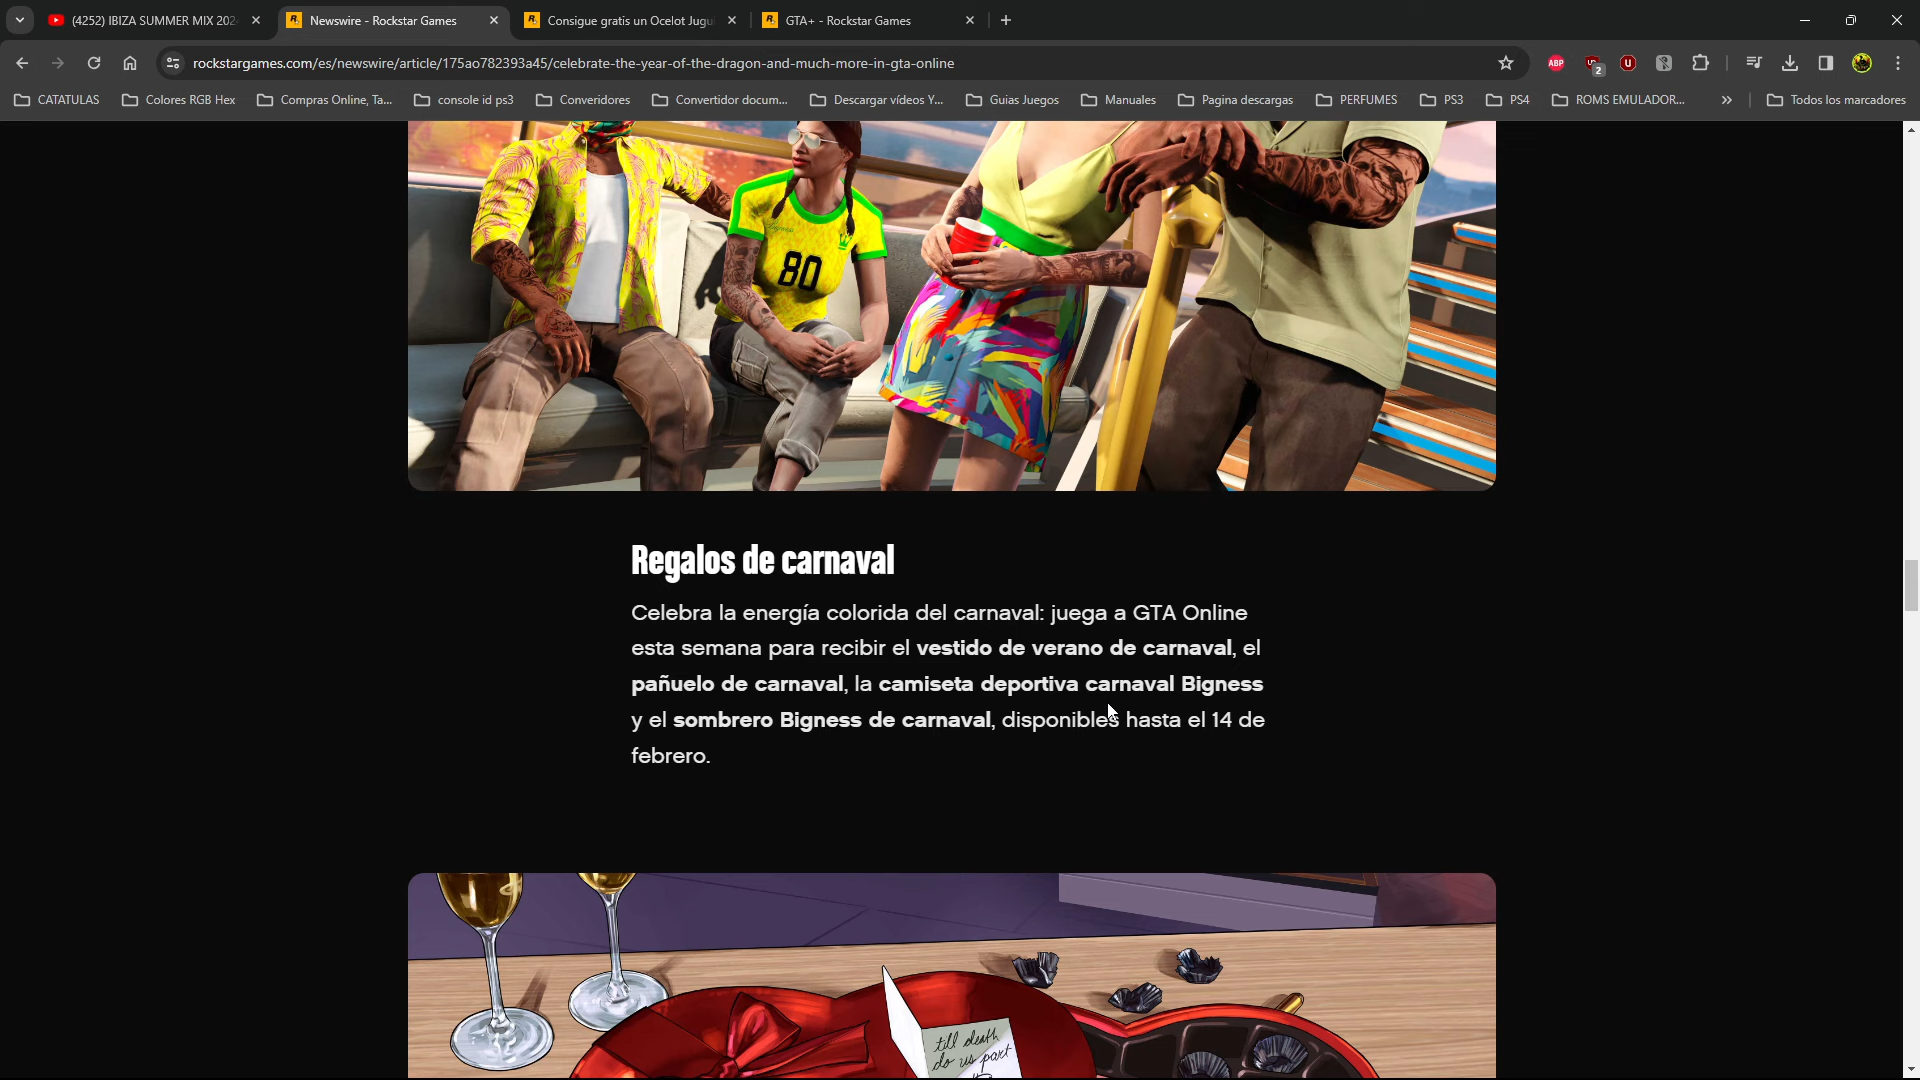 (4252) IBIZA SUMMER MIX 202
Newswire - Rockstar Games
Consigue gratis un Ocelot Jugu
GTA+ - Rockstar Games
rockstargames.com/es/newswire/article/175ao782393a45/celebrate-the-year-of-the-dragon-and-much-more-in-gta-online
ABP
2
CATATULAS
Colores RGB Hex
Compras Online, Ta...
console id ps3
Converidores
Convertidor docum...
Descargar vídeos Y...
Guias Juegos
Manuales
Pagina descargas
PERFUMES
PS3
PS4
ROMS EMULADOR...
»
Todos los marcadores
Bigness
80
Regalos de carnaval
Celebra la energía colorida del carnaval: juega a GTA Online
esta semana para recibir el vestido de verano de carnaval, el
pañuelo de carnaval, la camiseta deportiva carnaval Bigness
y el sombrero Bigness de carnaval, disponibles hasta el 14 de
febrero.
till death
do us part